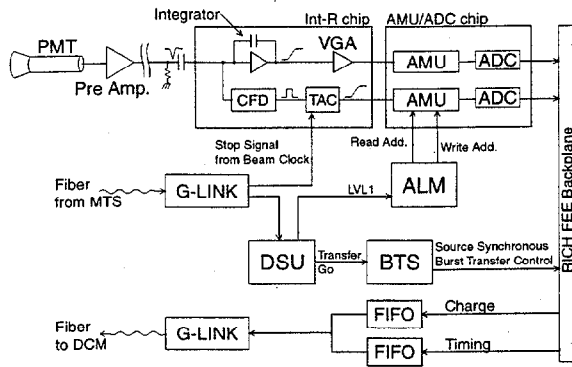 Integrator
Int-R chip
AMU/ADC chip
PMT
Pre Amp.
VGA
AMU
ADC
CFD
TAC
AMU
ADC
Stop Signal
from Beam Clock
Read Add.
Write Add.
Fiber
from MTS
G-LINK
LVL1
ALM
DSU
Transfer
Go
BTS
Source Synchronous
Burst Transfer Control
RICH FEE Backplane
Fiber
to DCM
G-LINK
FIFO
Charge
FIFO
Timing